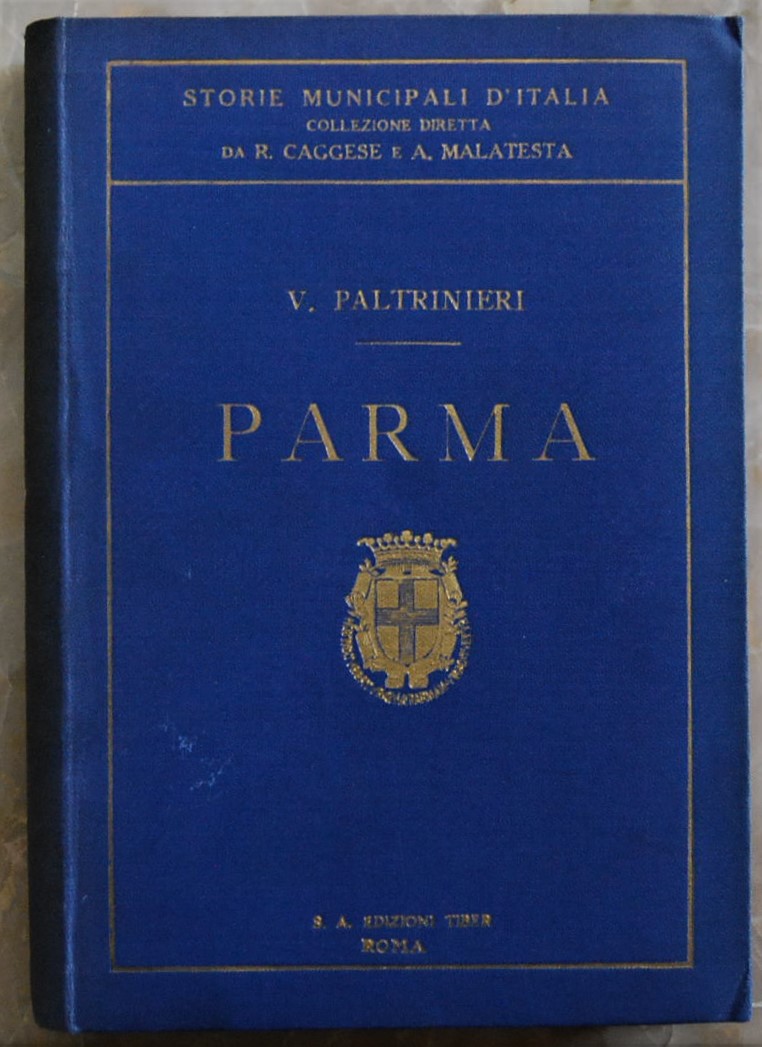 STORIE MUNICIPALI D'ITALIA
COLLEZIONE DIRETTA
DA R. CAGGESE E A. MALATESTA
V. PALTRINIERI
PARMA
S. A. EDIZIONI TIBER
ROMA